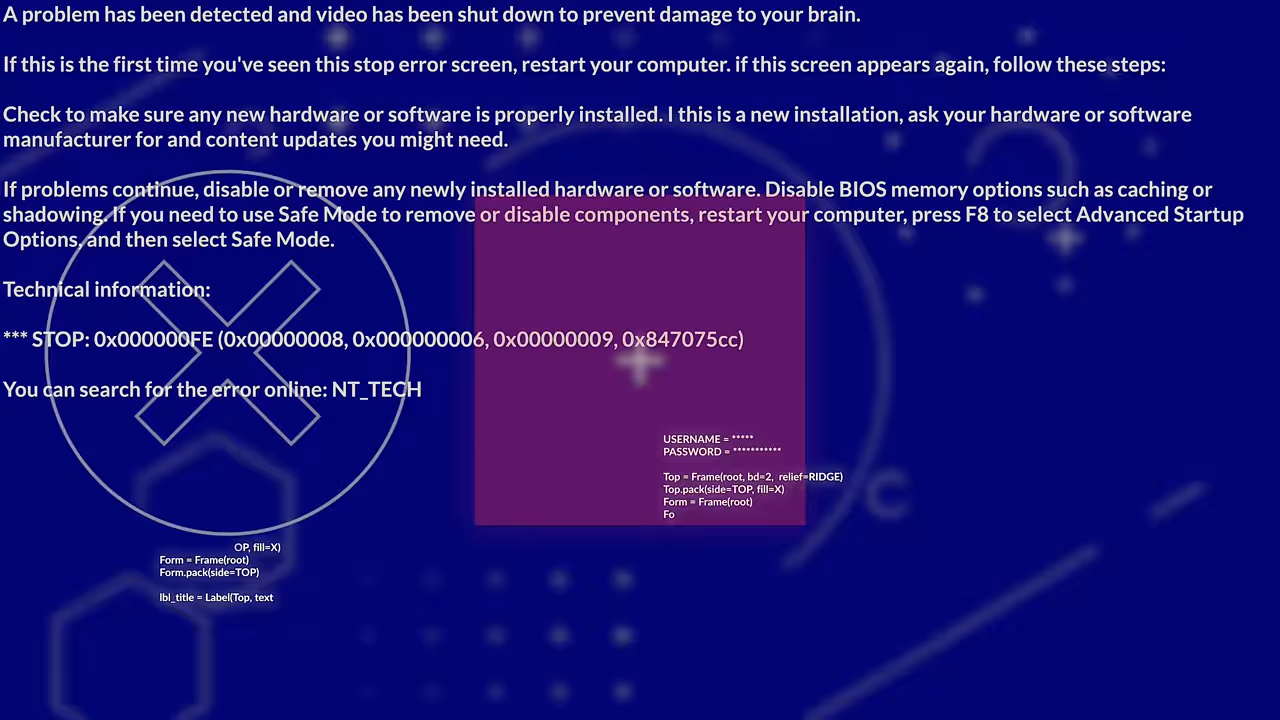 A problem has been detected and video has been shut down to prevent damage to your brain.
If this is the first time you've seen this stop error screen, restart your computer. if this screen appears again, follow these steps:
Check to make sure any new hardware or software is properly installed. I this is a new installation, ask your hardware or software
manufacturer for and content updates you might need.
If problems continue, disable or remove any newly installed hardware or software. Disable BIOS memory options such as caching or
shadowing. If you need to use Safe Mode to remove or disable components, restart your computer, press F8 to select Advanced Startup
Options, and then select Safe Mode.
Technical information:
*** STOP: 0x000000FE (0x00000008, 0x000000006, 0x00000009, 0x847075cc)
You can search for the error online: NT_TECH
USERNAME = *****
PASSWORD = ***********
Top = Frame(root, bd=2,  relief=RIDGE)
Top.pack(side=TOP, fill=X)
Form = Frame(root)
Fo
OP, fill=X)
Form = Frame(root)
Form.pack(side=TOP)
lbl_title = Label(Top, text